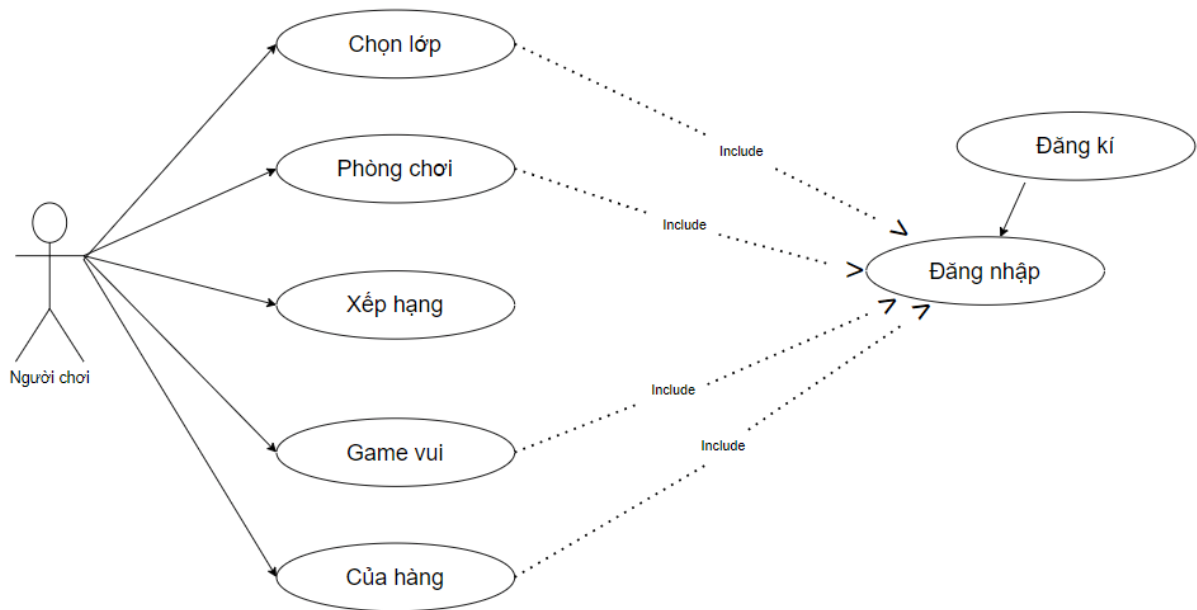 Chọn lớp
Include
Đăng kí
Phòng chơi
Include
Đăng nhập
Xếp hạng
Người chơi
Include
Game vui
Include
Của hàng